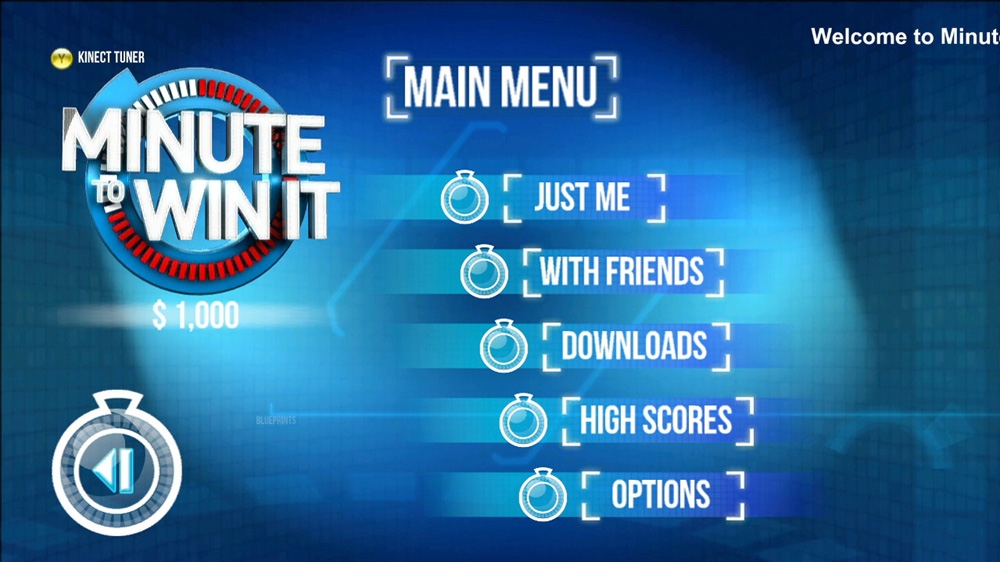 Welcome to Minut
Y KINECT TUNER
MAIN MENU
MINUTE
TO WIN IT
$ 1,000
JUST ME
WITH FRIENDS
DOWNLOADS
BLUEPRINTS
HIGH SCORES
OPTIONS